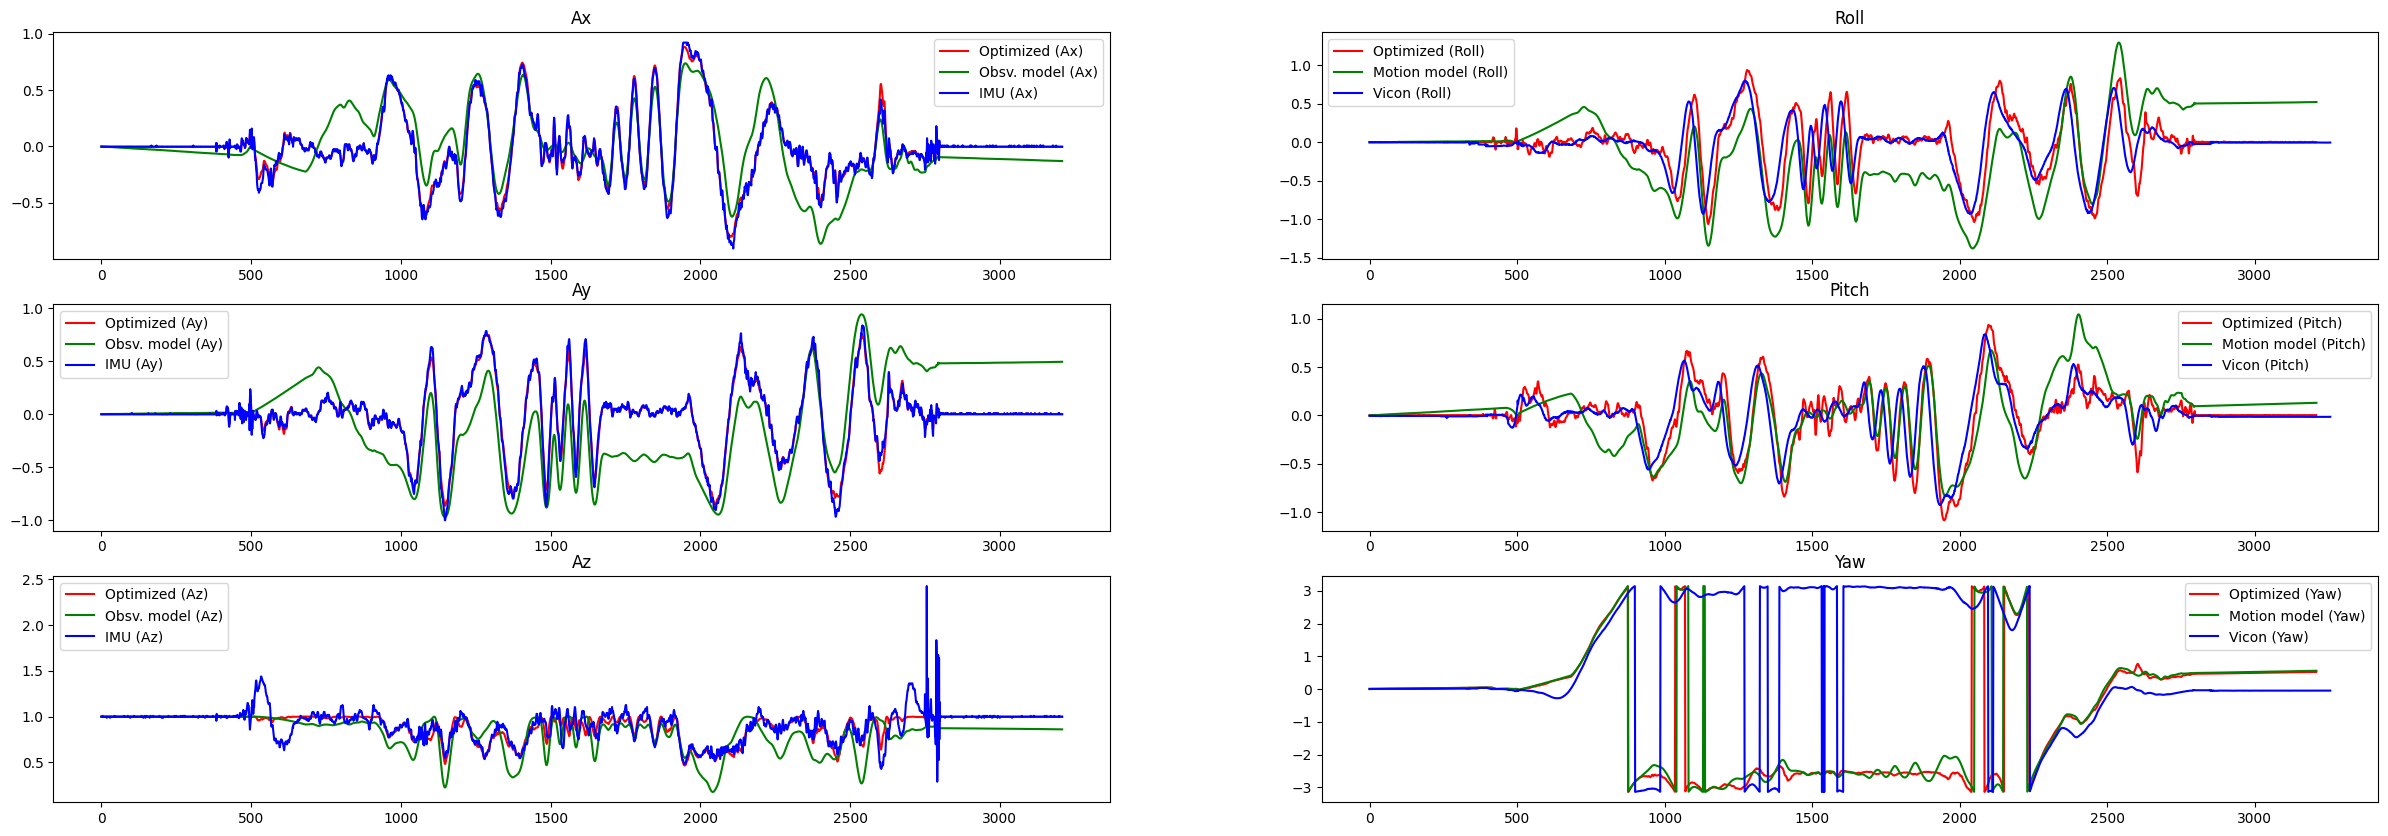 Ax
1.0
0.5
0.0
−0.5
Optimized (Ax)
Obsv. model (Ax)
IMU (Ax)
0 500 1000 1500 2000 2500 3000
Ay
1.0
0.5
0.0
−0.5
−1.0
Optimized (Ay)
Obsv. model (Ay)
IMU (Ay)
0 500 1000 1500 2000 2500 3000
Az
2.5
2.0
1.5
1.0
0.5
Optimized (Az)
Obsv. model (Az)
IMU (Az)
0 500 1000 1500 2000 2500 3000
Roll
1.0
0.5
0.0
−0.5
−1.0
−1.5
Optimized (Roll)
Motion model (Roll)
Vicon (Roll)
0 500 1000 1500 2000 2500 3000
Pitch
1.0
0.5
0.0
−0.5
−1.0
Optimized (Pitch)
Motion model (Pitch)
Vicon (Pitch)
0 500 1000 1500 2000 2500 3000
Yaw
3
2
1
0
−1
−2
−3
Optimized (Yaw)
Motion model (Yaw)
Vicon (Yaw)
0 500 1000 1500 2000 2500 3000